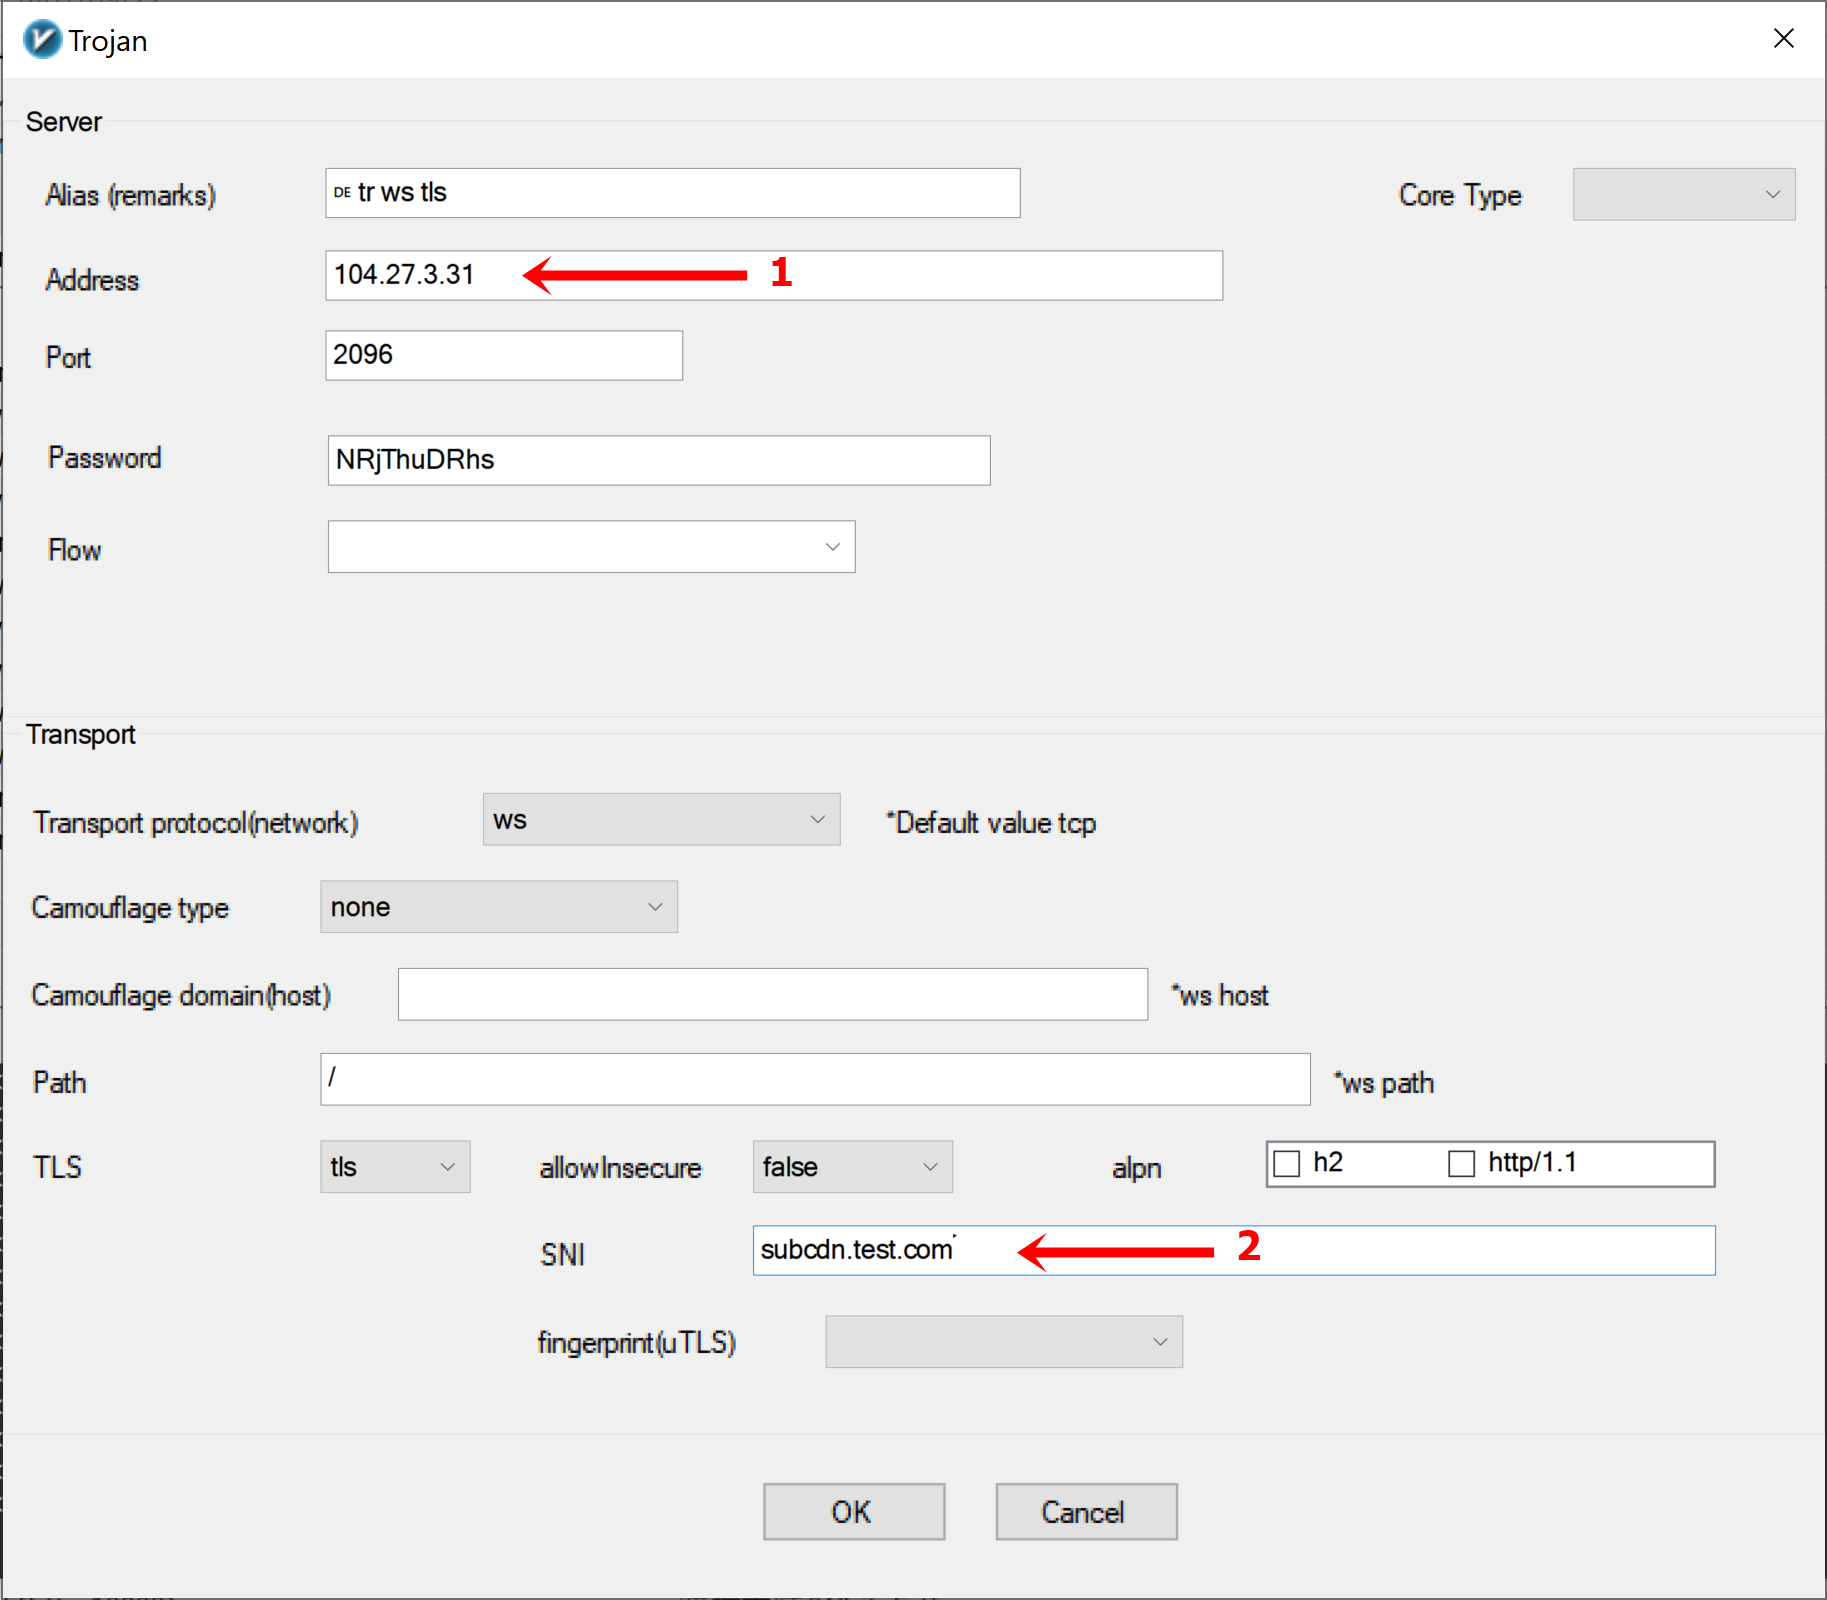 Trojan
Server
Alias (remarks) DE tr ws tls Core Type
Address 104.27.3.31 1
Port 2096
Password NRjThuDRhs
Flow
Transport
Transport protocol(network) ws *Default value tcp
Camouflage type none
Camouflage domain(host) *ws host
Path / *ws path
TLS tls allowInsecure false alpn h2 http/1.1
SNI subcdn.test.com 2
fingerprint(uTLS)
OK Cancel